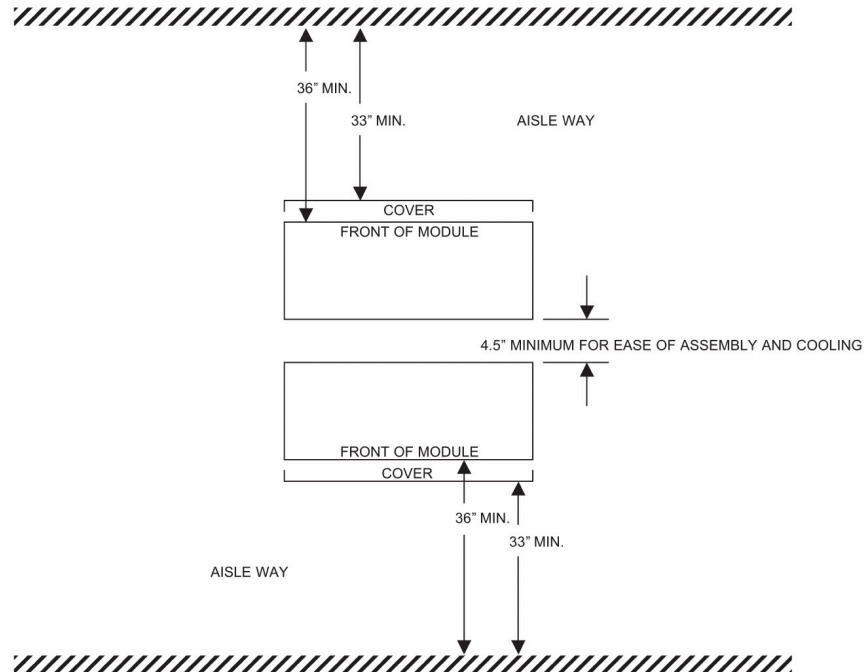 36” MIN.
33” MIN.
AISLE WAY
COVER
FRONT OF MODULE
4.5” MINIMUM FOR EASE OF ASSEMBLY AND COOLING
FRONT OF MODULE
COVER
36” MIN.
33” MIN.
AISLE WAY